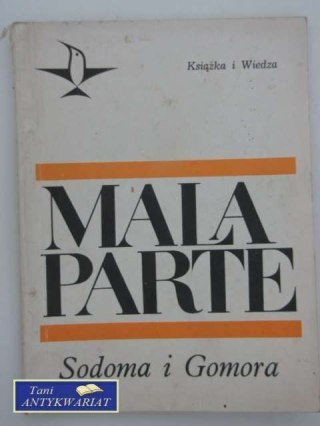 Książka i Wiedza
MALA
PARTE
Sodoma i Gomora
Tani
ANTYKWARIAT